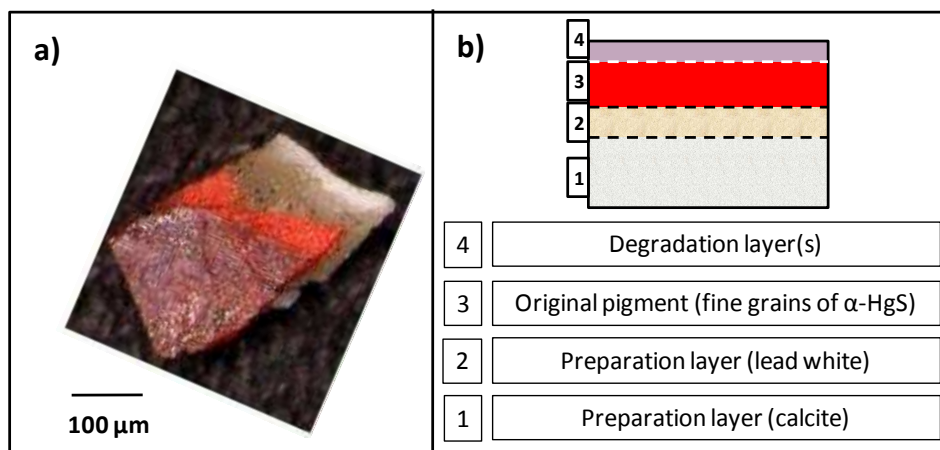 a)
100 µm
b)
4
3
2
1
4 Degradation layer(s)
3 Original pigment (fine grains of α-HgS)
2 Preparation layer (lead white)
1 Preparation layer (calcite)